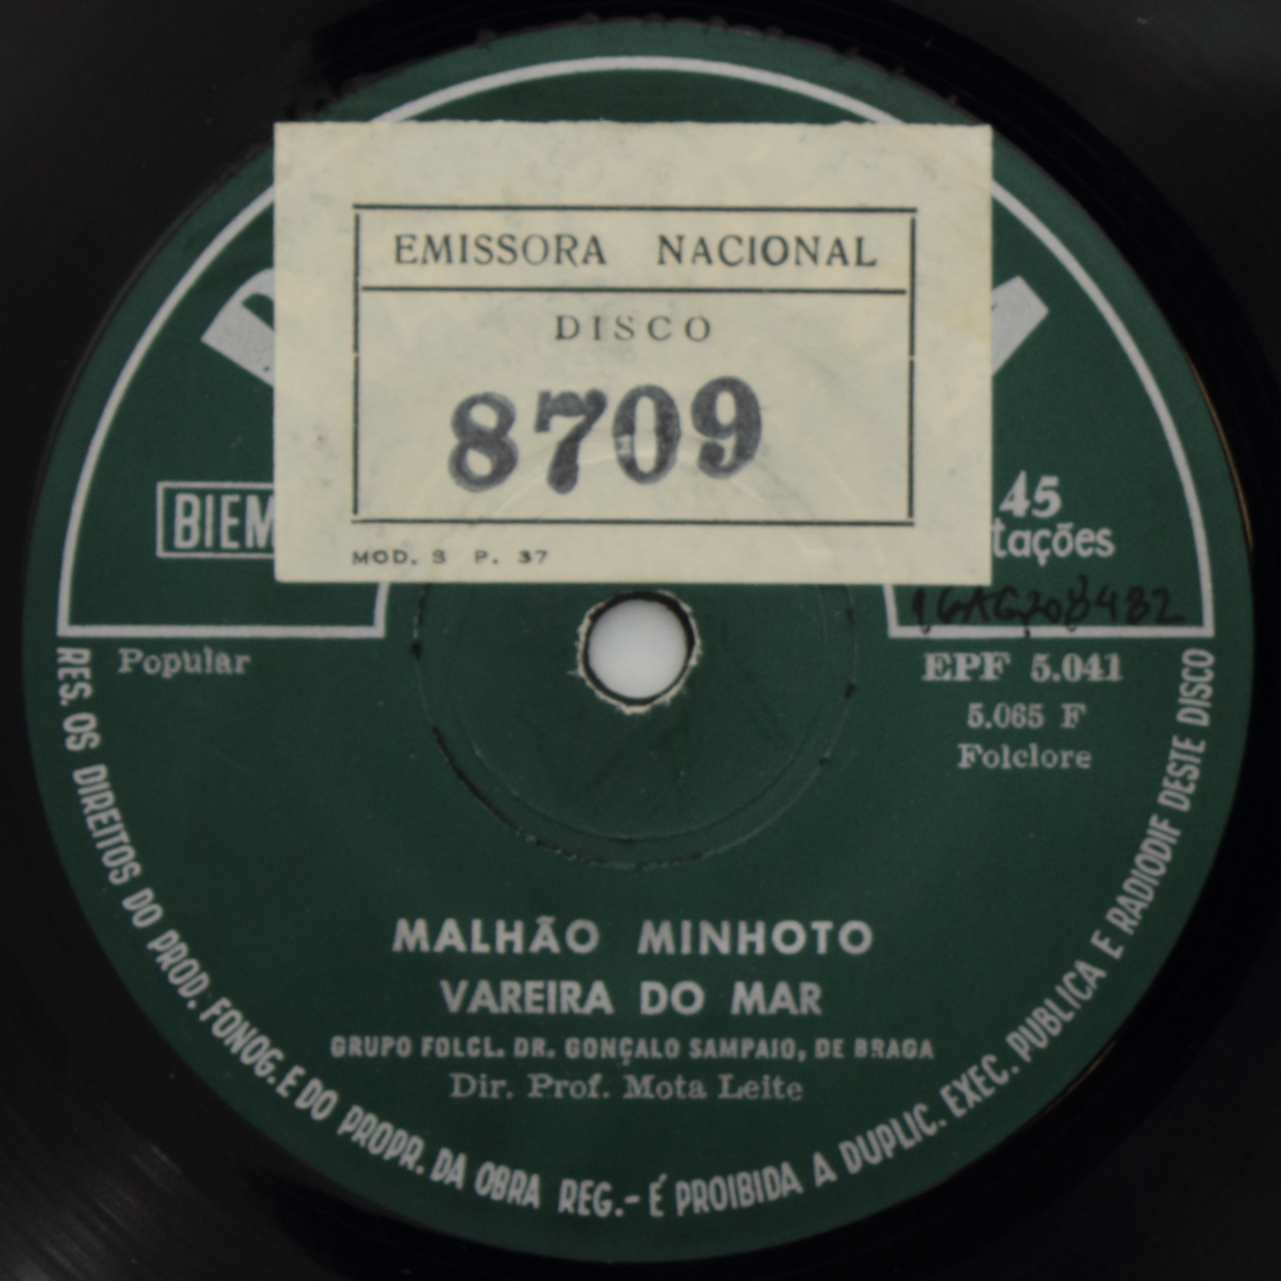 EMISSORA NACIONAL
DISCO
8709
MOD. S P. 37
BIEM
45
tações
Popular
EPF 5.041
5.065 F
Folclore
MALHÃO MINHOTO
VAREIRA DO MAR
GRUPO FOLCL. DR. GONÇALO SAMPAIO, DE BRAGA
Dir. Prof. Mota Leite
RES. OS DIREITOS DO PROD. FONOG. E DO PROPR. DA OBRA REG.- É PROIBIDA A DUPLIC. EXEC. PUBLICA E RADIODIF DESTE DISCO